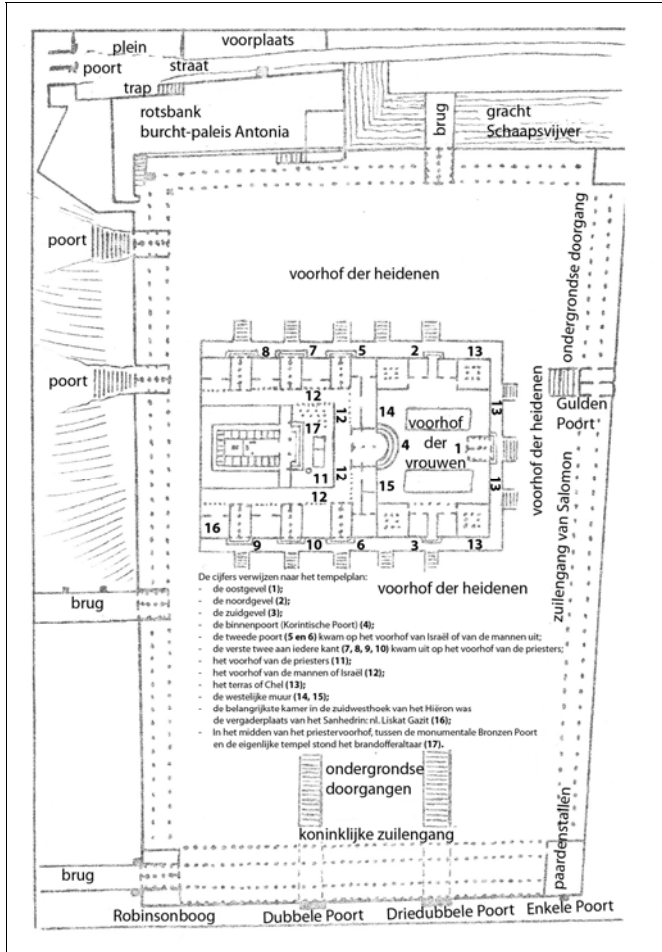 plein
voorplaats
poort
straat
trap
rotsbank
burcht-paleis Antonia
brug
gracht
Schaapsvijver
ondergrondse doorgang
poort
voorhof der heidenen
8
7
5
2
13
poort
12
12
13
14
17
voorhof
der
vrouwen
4
1
voorhof der heidenen
Gulden
Poort
11
12
15
13
12
16
9
10
6
3
13
zuilengang van Salomon
brug
voorhof der heidenen
De cijfers verwijzen naar het tempelplan:
- de oostgevel (1);
- de noordgevel (2);
- de zuidgevel (3);
- de binnenpoort (Korintische Poort) (4);
- de tweede poort (5 en 6) kwam op het voorhof van Israël of van de mannen uit;
- de verste twee aan iedere kant (7, 8, 9, 10) kwam uit op het voorhof van de priesters;
- het voorhof van de priesters (11);
- het voorhof van de mannen of Israël (12);
- het terras of Chel (13);
- de westelijke muur (14, 15);
- de belangrijkste kamer in de zuidwesthoek van het Hiëron was
de vergaderplaats van het Sanhedrin: nl. Liskat Gazit (16);
- In het midden van het priestervoorhof, tussen de monumentale Bronzen Poort
en de eigenlijke tempel stond het brandofferaltaar (17).
ondergrondse
doorgangen
koninklijke zuilengang
paardenstallen
brug
Robinsonboog
Dubbele Poort
Driedubbele Poort
Enkele Poort